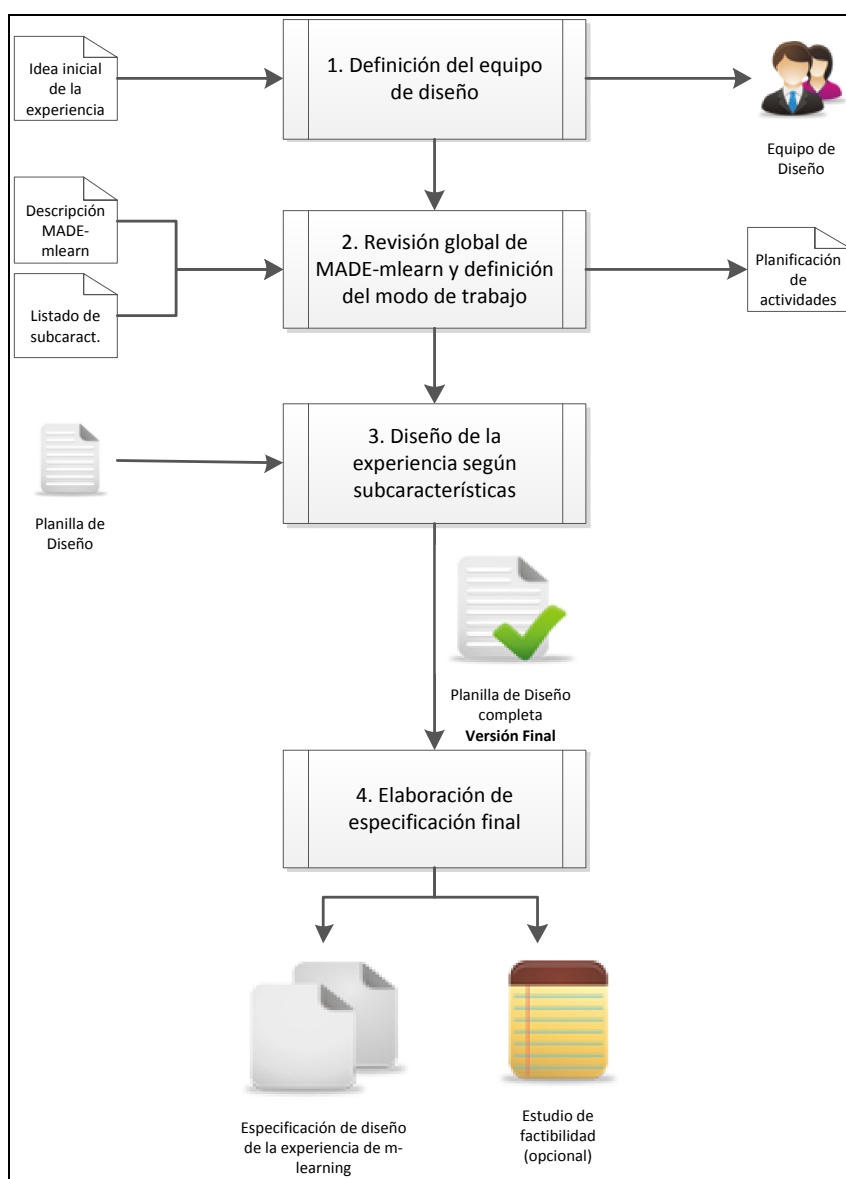 Idea inicial
de la
experiencia
1. Definición del equipo
de diseño
Equipo de
Diseño
Descripción
MADE-
mlearn
Listado de
subcaract.
2. Revisión global de
MADE-mlearn y definición
del modo de trabajo
Planificación
de
actividades
3. Diseño de la
experiencia según
subcaracterísticas
Planilla de
Diseño
Planilla de Diseño
completa
Versión Final
4. Elaboración de
especificación final
Especificación de diseño
de la experiencia de m-
learning
Estudio de
factibilidad
(opcional)